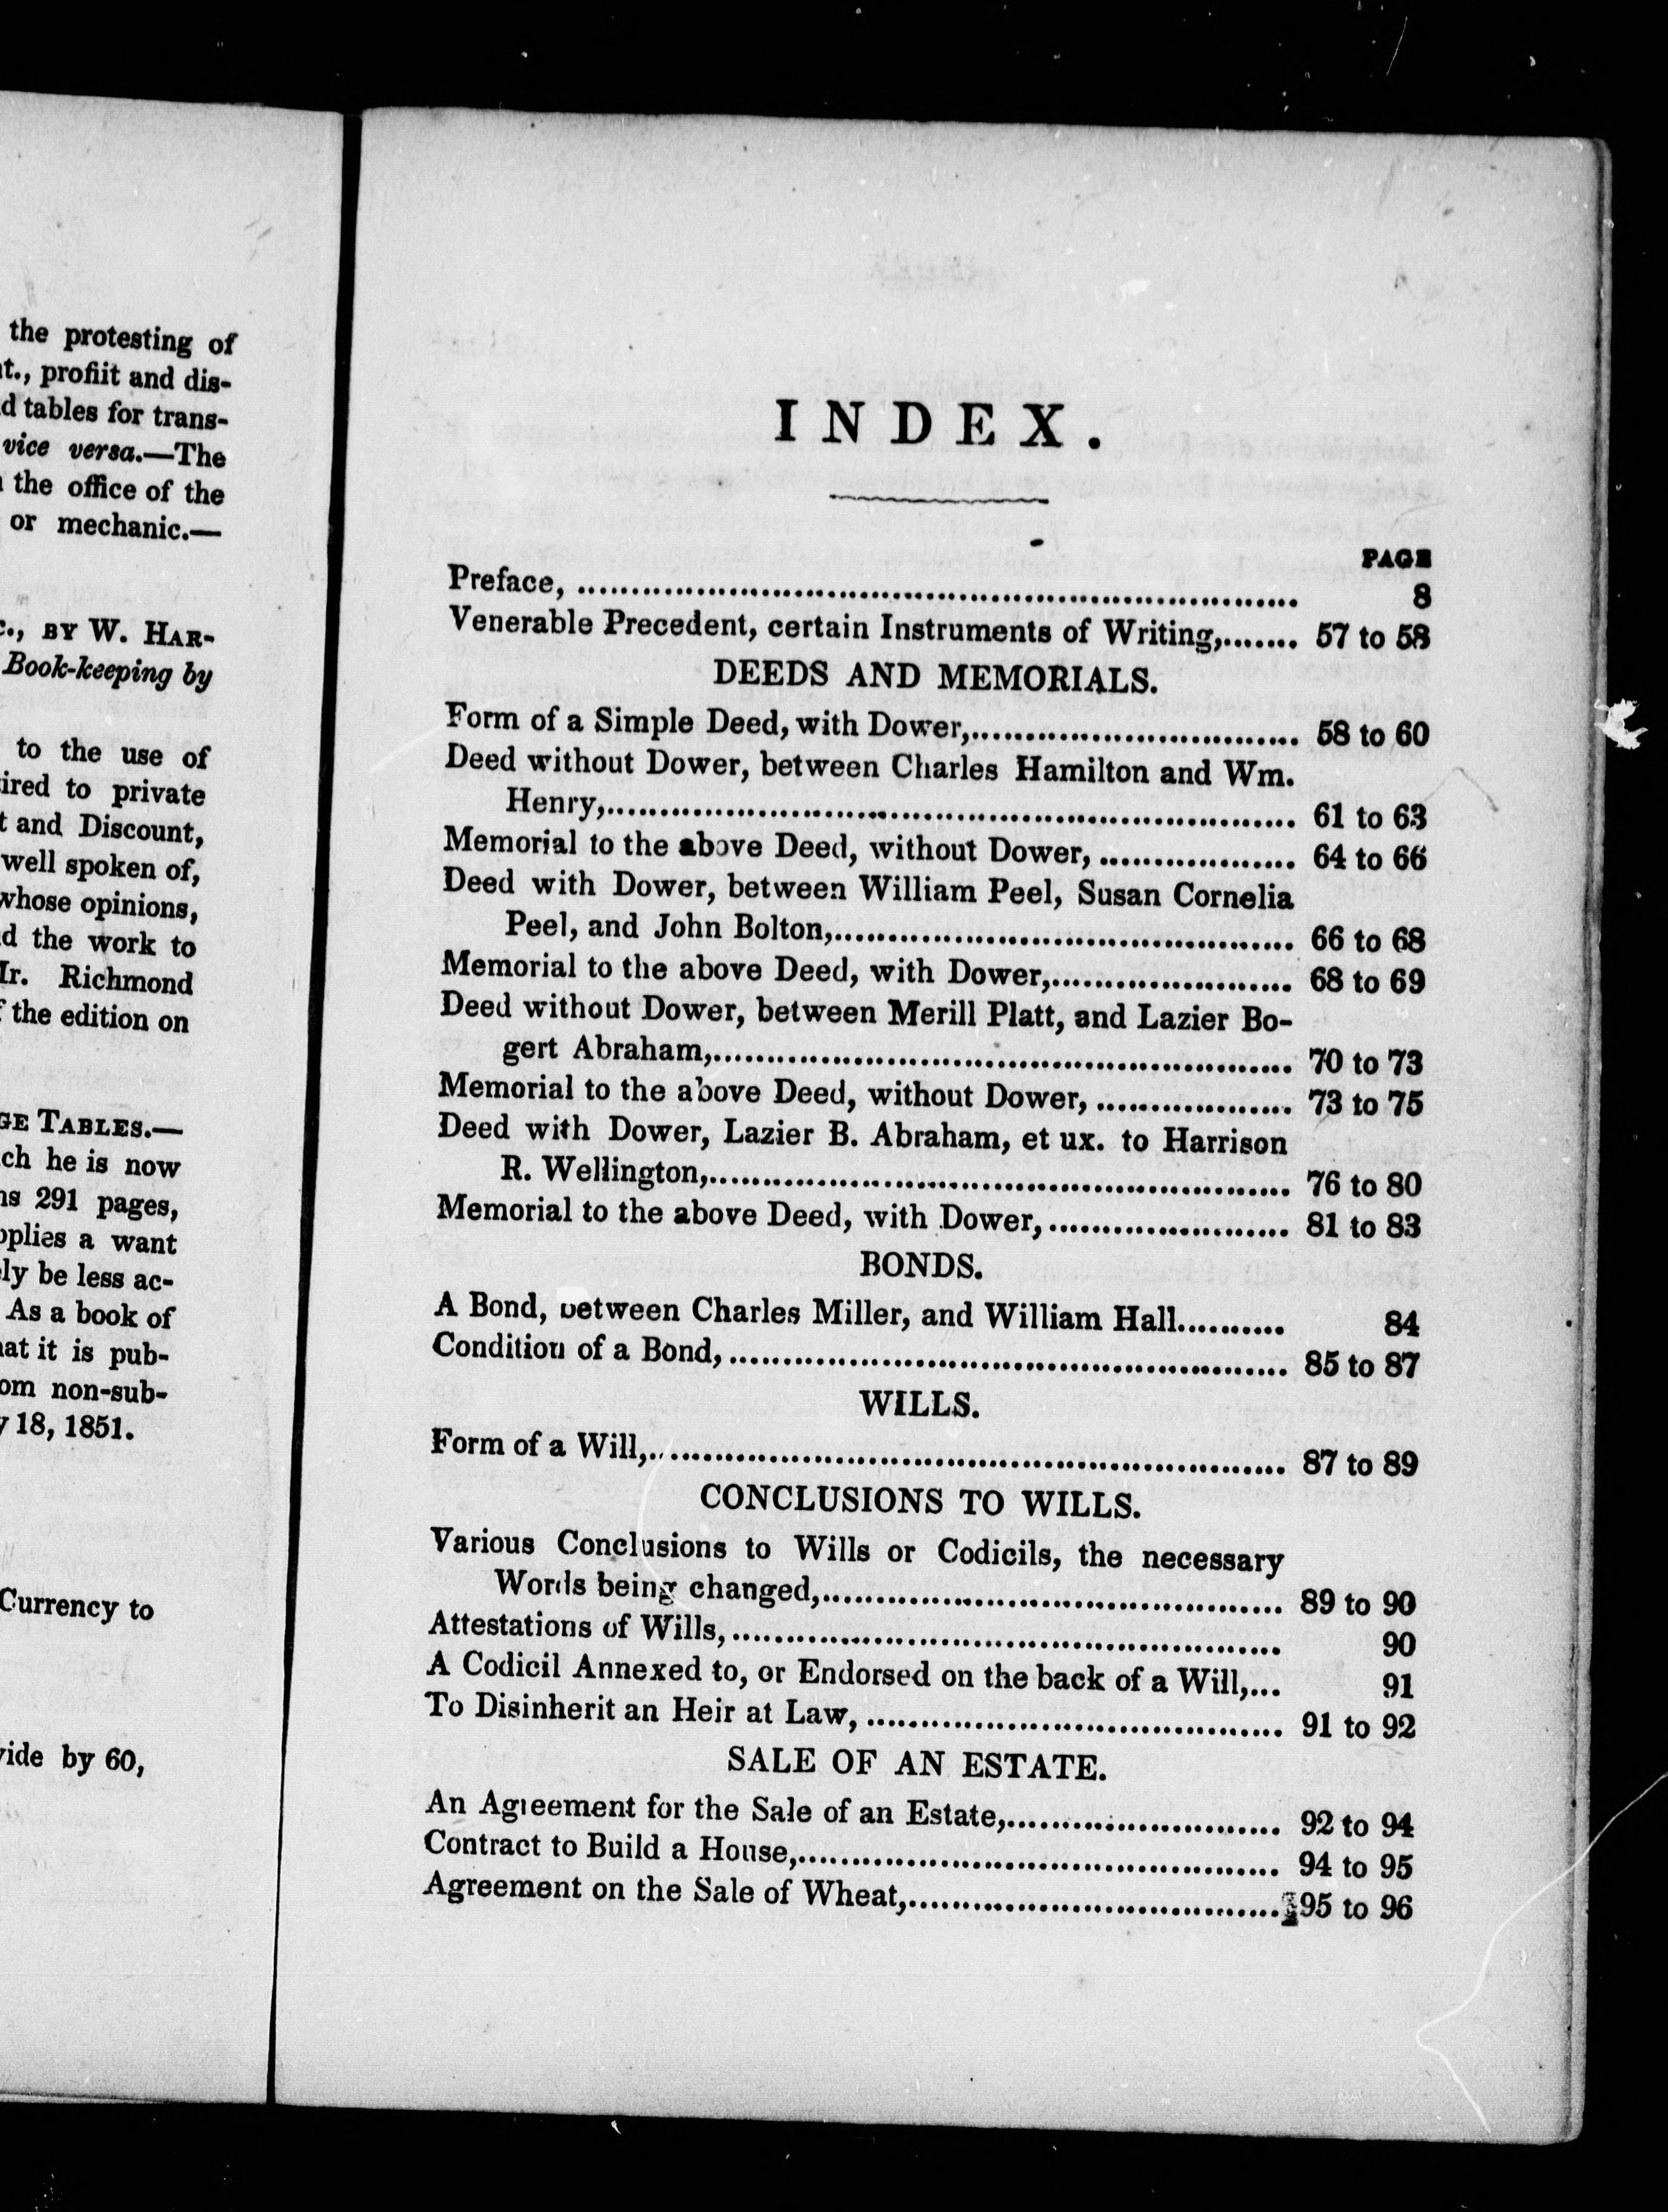 the protesting of
t., profiit and dis-
d tables for trans-
vice versa.—The
the office of the
or mechanic.—
BY W. HAR-
Book-keeping by
to the use of
ired to private
t and Discount,
well spoken of,
whose opinions,
d the work to
Mr. Richmond
the edition on
GE TABLES.—
ch he is now
ns 291 pages,
pplies a want
ly be less ac-
As a book of
hat it is pub-
om non-sub-
18, 1851.
Currency to
vide by 60,
INDEX.
PAGE
Preface, ........ 8
Venerable Precedent, certain Instruments of Writing,....... 57 to 58
DEEDS AND MEMORIALS.
Form of a Simple Deed, with Dower,........ 58 to 60
Deed without Dower, between Charles Hamilton and Wm.
Henry,........ 61 to 63
Memorial to the above Deed, without Dower, ........ 64 to 66
Deed with Dower, between William Peel, Susan Cornelia
Peel, and John Bolton,........ 66 to 68
Memorial to the above Deed, with Dower,........ 68 to 69
Deed without Dower, between Merill Platt, and Lazier Bo-
gert Abraham,........ 70 to 73
Memorial to the above Deed, without Dower, ........ 73 to 75
Deed with Dower, Lazier B. Abraham, et ux. to Harrison
R. Wellington,........ 76 to 80
Memorial to the above Deed, with Dower,........ 81 to 83
BONDS.
A Bond, between Charles Miller, and William Hall.......... 84
Condition of a Bond, ........ 85 to 87
WILLS.
Form of a Will,........ 87 to 89
CONCLUSIONS TO WILLS.
Various Conclusions to Wills or Codicils, the necessary
Words being changed,........ 89 to 90
Attestations of Wills, ........ 90
A Codicil Annexed to, or Endorsed on the back of a Will,... 91
To Disinherit an Heir at Law, ........ 91 to 92
SALE OF AN ESTATE.
An Agreement for the Sale of an Estate,........ 92 to 94
Contract to Build a House,........ 94 to 95
Agreement on the Sale of Wheat,........ 95 to 96